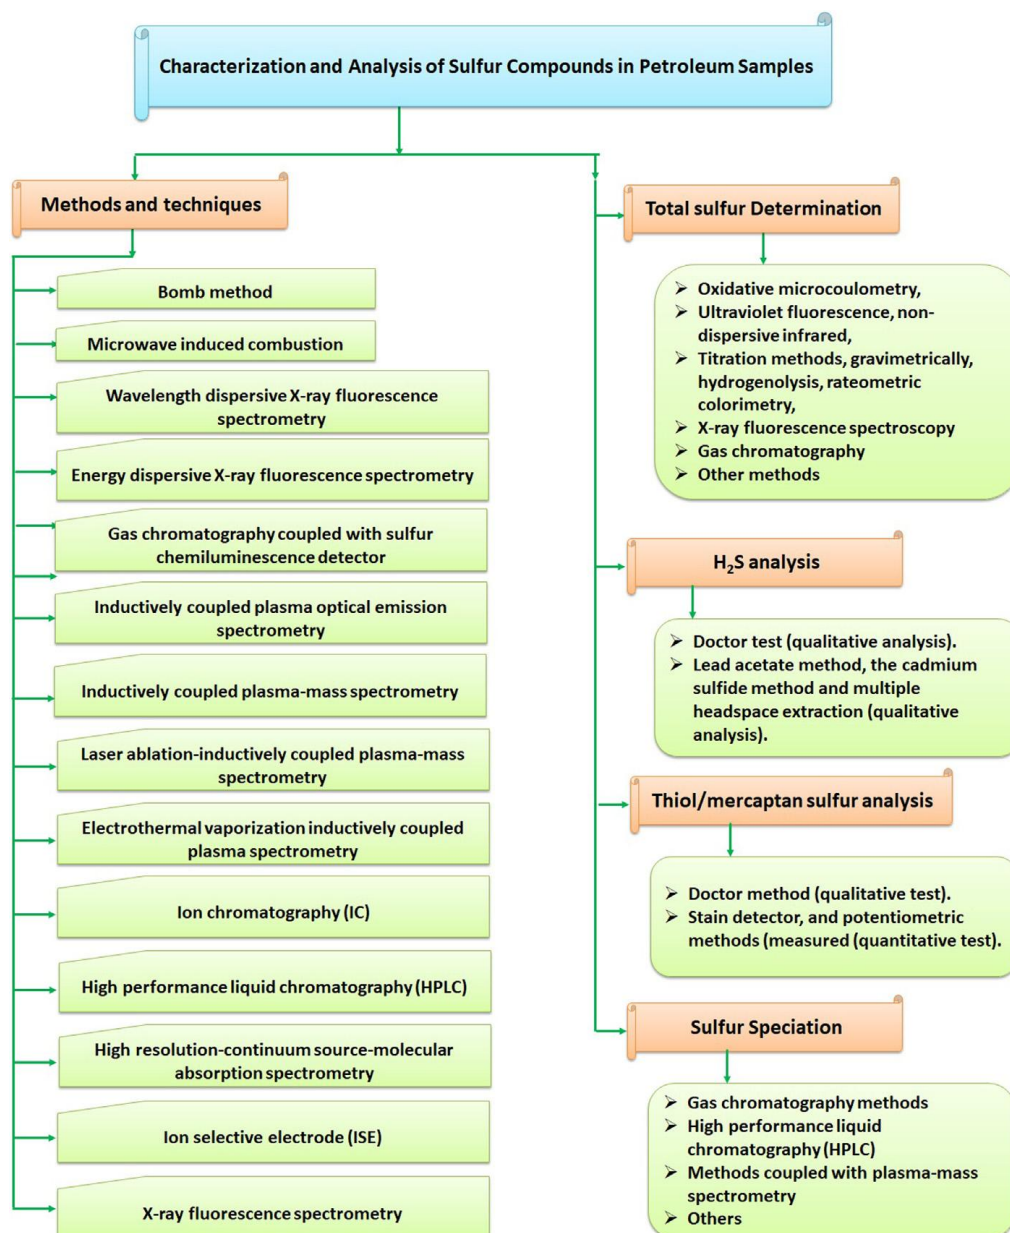 Characterization and Analysis of Sulfur Compounds in Petroleum Samples
Methods and techniques
Bomb method
Microwave induced combustion
Wavelength dispersive X-ray fluorescence
spectrometry
Energy dispersive X-ray fluorescence spectrometry
Gas chromatography coupled with sulfur
chemiluminescence detector
Inductively coupled plasma optical emission
spectrometry
Inductively coupled plasma-mass spectrometry
Laser ablation-inductively coupled plasma-mass
spectrometry
Electrothermal vaporization inductively coupled
plasma spectrometry
Ion chromatography (IC)
High performance liquid chromatography (HPLC)
High resolution-continuum source-molecular
absorption spectrometry
Ion selective electrode (ISE)
X-ray fluorescence spectrometry
Total sulfur Determination
➢ Oxidative microcoulometry,
➢ Ultraviolet fluorescence, non-
dispersive infrared,
➢ Titration methods, gravimetrically,
hydrogenolysis, rateometric
colorimetry,
➢ X-ray fluorescence spectroscopy
➢ Gas chromatography
➢ Other methods
H₂S analysis
➢ Doctor test (qualitative analysis).
➢ Lead acetate method, the cadmium
sulfide method and multiple
headspace extraction (qualitative
analysis).
Thiol/mercaptan sulfur analysis
➢ Doctor method (qualitative test).
➢ Stain detector, and potentiometric
methods (measured (quantitative test).
Sulfur Speciation
➢ Gas chromatography methods
➢ High performance liquid
chromatography (HPLC)
➢ Methods coupled with plasma-mass
spectrometry
➢ Others